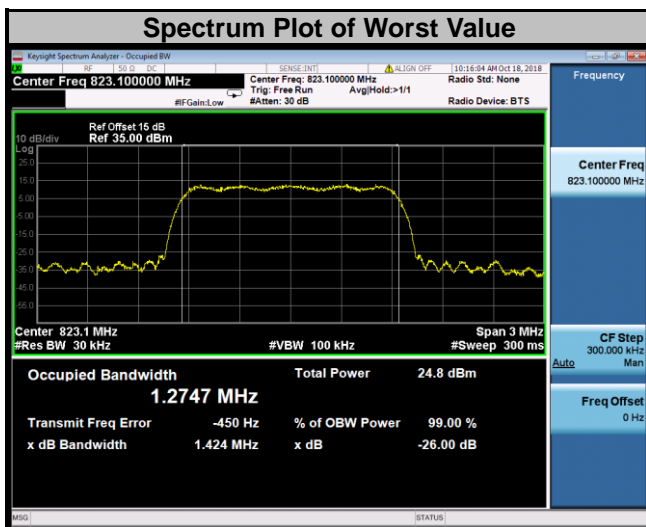 Spectrum Plot of Worst Value
Keysight Spectrum Analyzer - Occupied BW
RF 50 Ω DC SENSE:INT ALIGN OFF 10:16:04 AM Oct 18, 2018
Center Freq 823.100000 MHz
Center Freq: 823.100000 MHz
Radio Std: None
Trig: Free Run Avg|Hold:>1/1
#IFGain:Low
#Atten: 30 dB
Radio Device: BTS
Frequency
Ref Offset 15 dB
10 dB/div Ref 35.00 dBm
Log
25.0
15.0
5.00
-5.00
-15.0
-25.0
-35.0
-45.0
-55.0
Center Freq
823.100000 MHz
Center 823.1 MHz
Span 3 MHz
#Res BW 30 kHz
#VBW 100 kHz
#Sweep 300 ms
CF Step
300.000 kHz
Auto Man
Occupied Bandwidth
Total Power 24.8 dBm
1.2747 MHz
Freq Offset
0 Hz
Transmit Freq Error -450 Hz
% of OBW Power 99.00 %
x dB Bandwidth 1.424 MHz
x dB -26.00 dB
MSG
STATUS